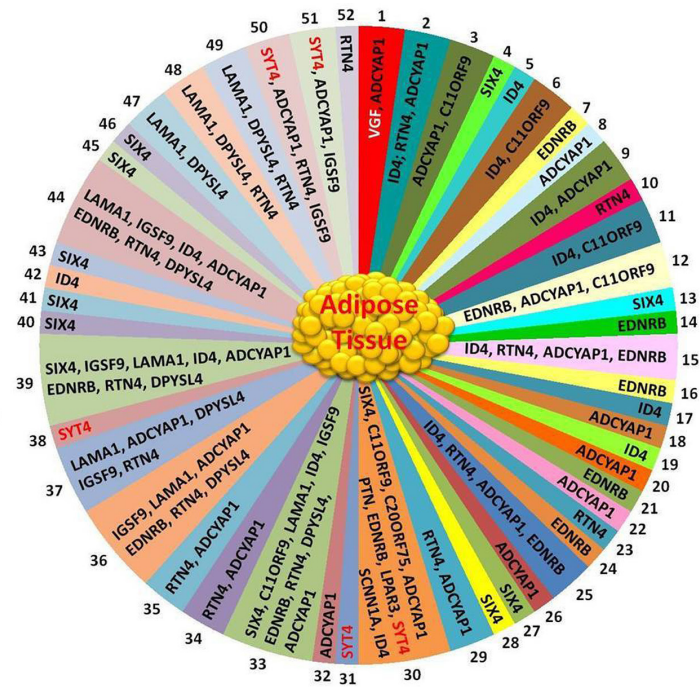 Adipose
Tissue
1
VGF, ADCYAP1
2
ID4; RTN4, ADCYAP1
3
ADCYAP1, C11ORF9
4
SIX4
5
ID4
6
ID4, C11ORF9
7
EDNRB
8
ADCYAP1
9
ID4, ADCYAP1
10
RTN4
11
ID4, C11ORF9
12
EDNRB, ADCYAP1, C11ORF9
13
SIX4
14
EDNRB
15
ID4, RTN4, ADCYAP1, EDNRB
16
EDNRB
17
ID4
18
ADCYAP1
19
ID4
20
ADCYAP1
21
EDNRB
22
ADCYAP1
23
RTN4
24
EDNRB
25
ID4, RTN4, ADCYAP1, EDNRB
26
ADCYAP1
27
SIX4
28
SIX4
29
RTN4, ADCYAP1
30
SIX4, C11ORF9, C20ORF75, ADCYAP1
PTN, EDNRB, LPAR3, SYT4
SCNN1A, ID4
31
SYT4
32
ADCYAP1
33
SIX4, C11ORF9, LAMA1, ID4, IGSF9
EDNRB, RTN4, DPYSL4,
ADCYAP1
34
RTN4, ADCYAP1
35
RTN4, ADCYAP1
36
IGSF9, LAMA1, ADCYAP1
EDNRB, RTN4, DPYSL4
37
LAMA1, ADCYAP1, DPYSL4
IGSF9, RTN4
38
SYT4
39
SIX4, IGSF9, LAMA1, ID4, ADCYAP1
EDNRB, RTN4, DPYSL4
40
SIX4
41
SIX4
42
ID4
43
SIX4
44
LAMA1, IGSF9, ID4, ADCYAP1
EDNRB, RTN4, DPYSL4
45
SIX4
46
SIX4
47
LAMA1, DPYSL4
48
LAMA1, DPYSL4, RTN4
49
LAMA1, DPYSL4, RTN4
50
SYT4, ADCYAP1, RTN4, IGSF9
51
SYT4, ADCYAP1, IGSF9
52
RTN4